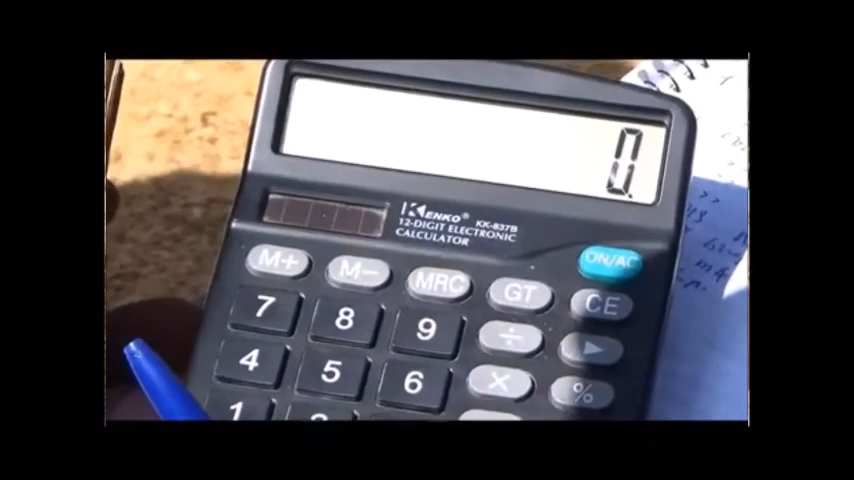 0.
KENKO® KK-837B
12-DIGIT ELECTRONIC
CALCULATOR
ON/AC
M+ M− MRC GT CE
7 8 9 ÷ ▶
4 5 6 × %
1